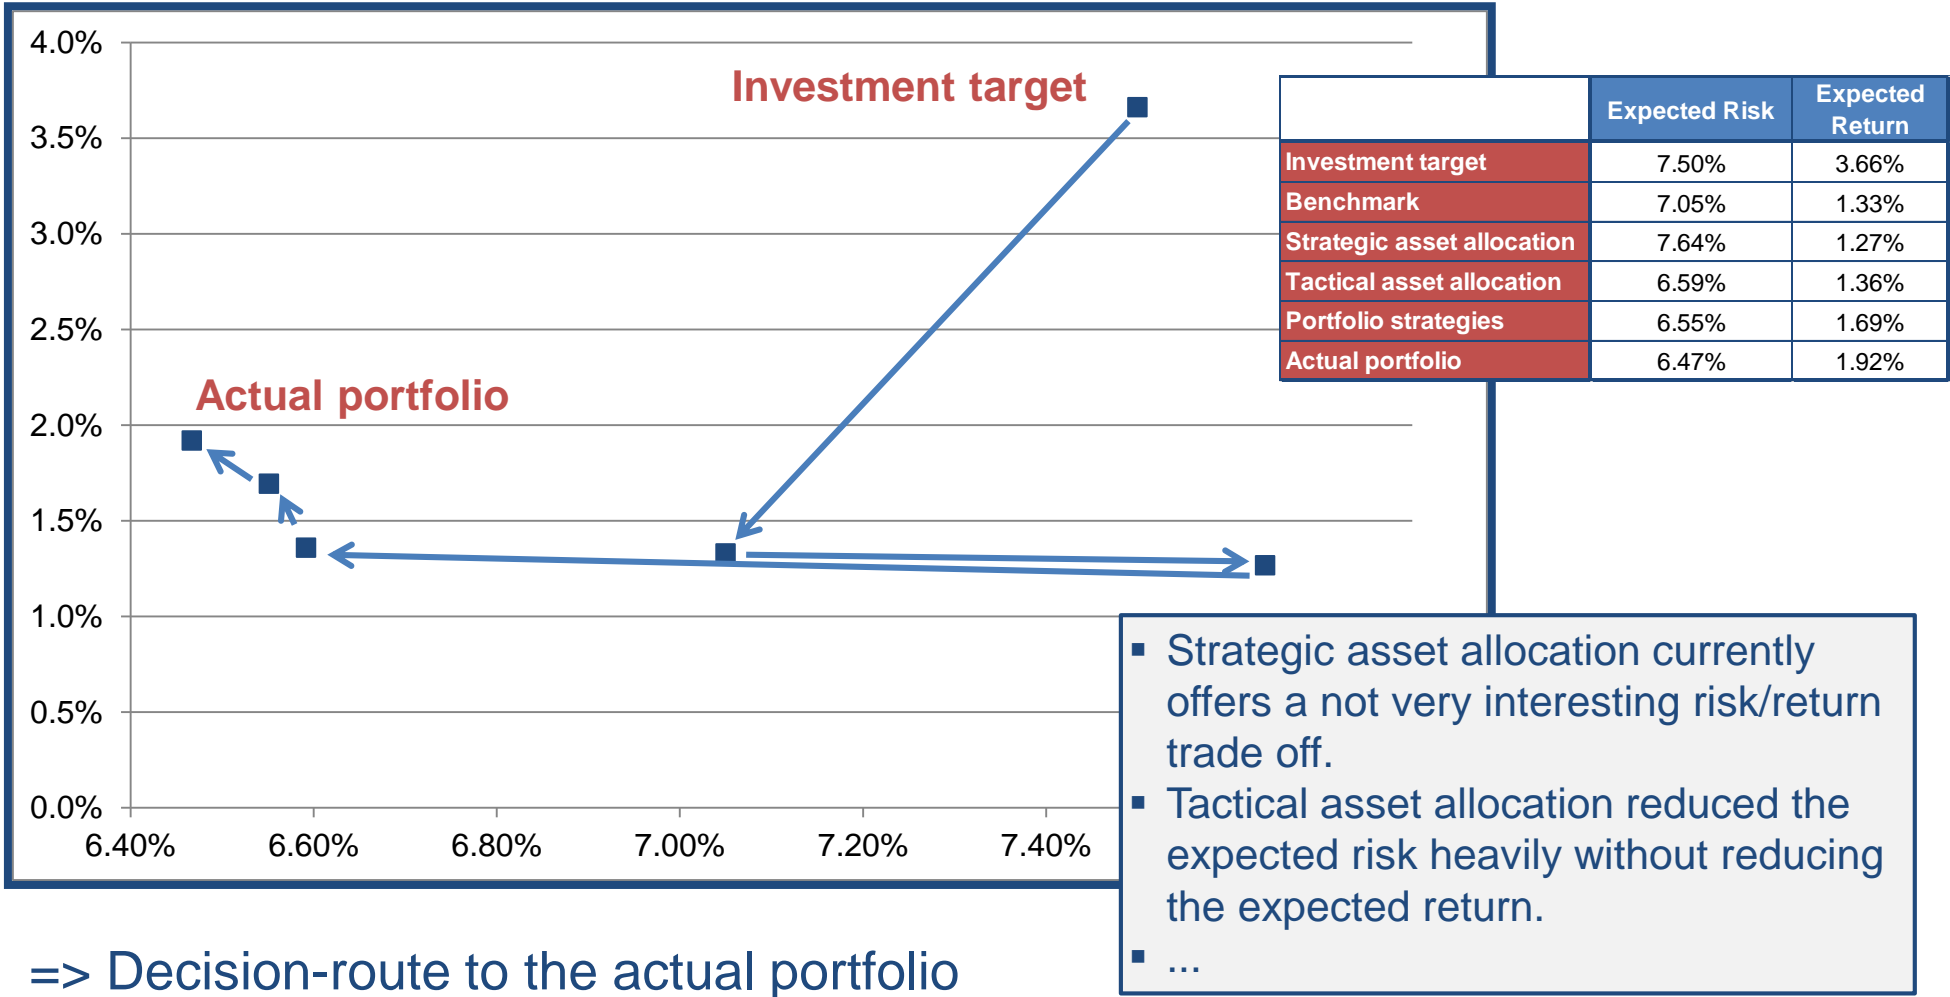 4.0%
3.5%
3.0%
2.5%
2.0%
1.5%
1.0%
0.5%
0.0%
6.40% 6.60% 6.80% 7.00% 7.20% 7.40%
Investment target
Actual portfolio
Expected Risk Expected Return
Investment target 7.50% 3.66%
Benchmark 7.05% 1.33%
Strategic asset allocation 7.64% 1.27%
Tactical asset allocation 6.59% 1.36%
Portfolio strategies 6.55% 1.69%
Actual portfolio 6.47% 1.92%
▪ Strategic asset allocation currently
offers a not very interesting risk/return
trade off.
▪ Tactical asset allocation reduced the
expected risk heavily without reducing
the expected return.
▪ ...
=> Decision-route to the actual portfolio